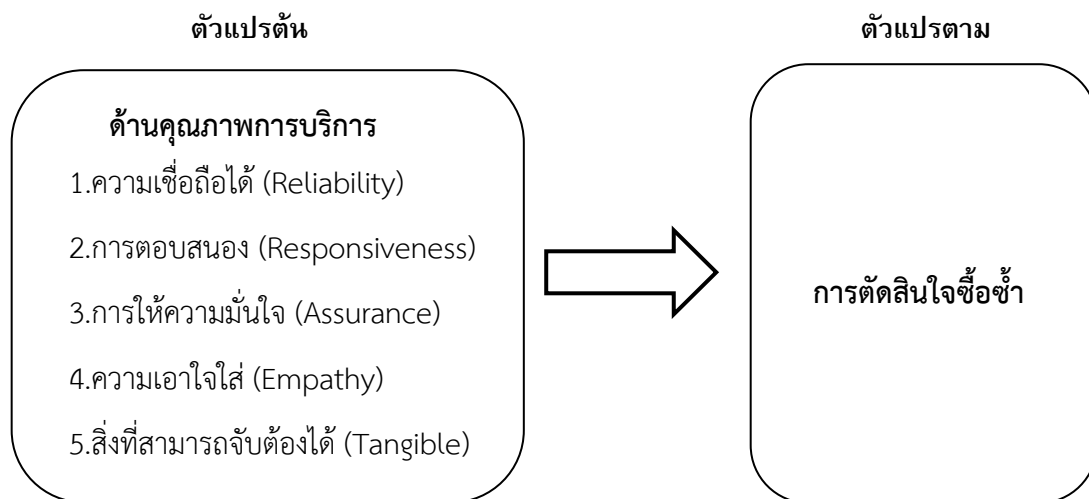 ตัวแปรต้น
ตัวแปรตาม
ด้านคุณภาพการบริการ
1.ความเชื่อถือได้ (Reliability)
2.การตอบสนอง (Responsiveness)
3.การให้ความมั่นใจ (Assurance)
4.ความเอาใจใส่ (Empathy)
5.สิ่งที่สามารถจับต้องได้ (Tangible)
การตัดสินใจซื้อซ้ำ